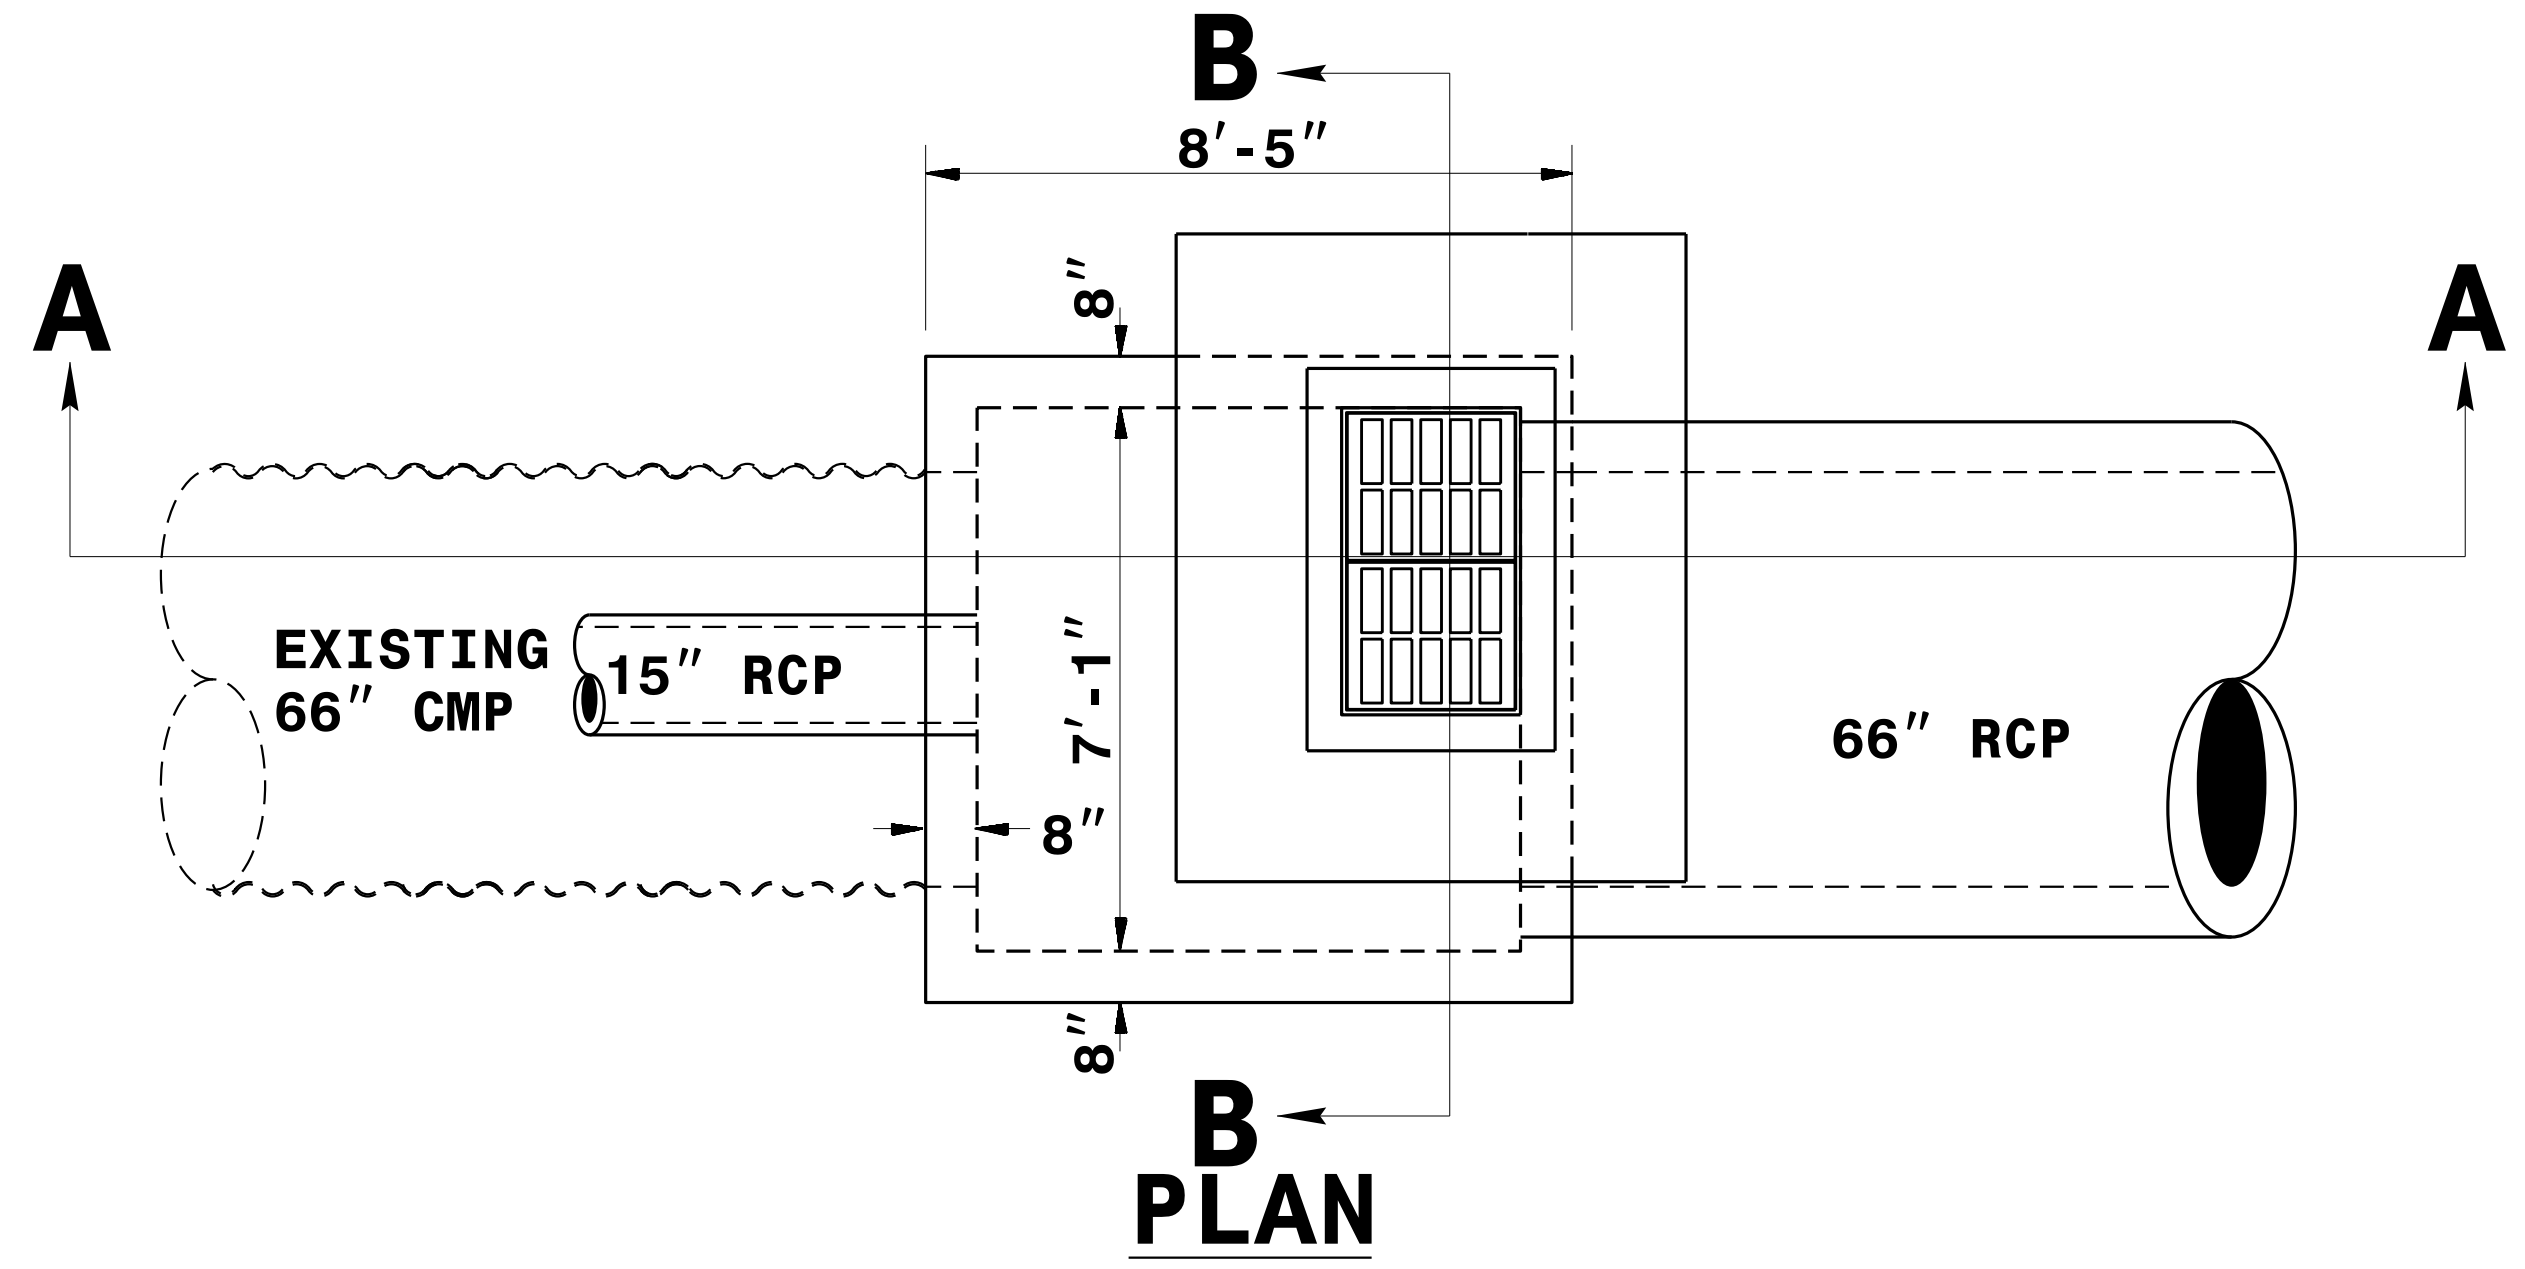 B
8'-5"
A
A
8"
EXISTING
66" CMP
15" RCP
7'-1"
66" RCP
8"
8"
B
PLAN